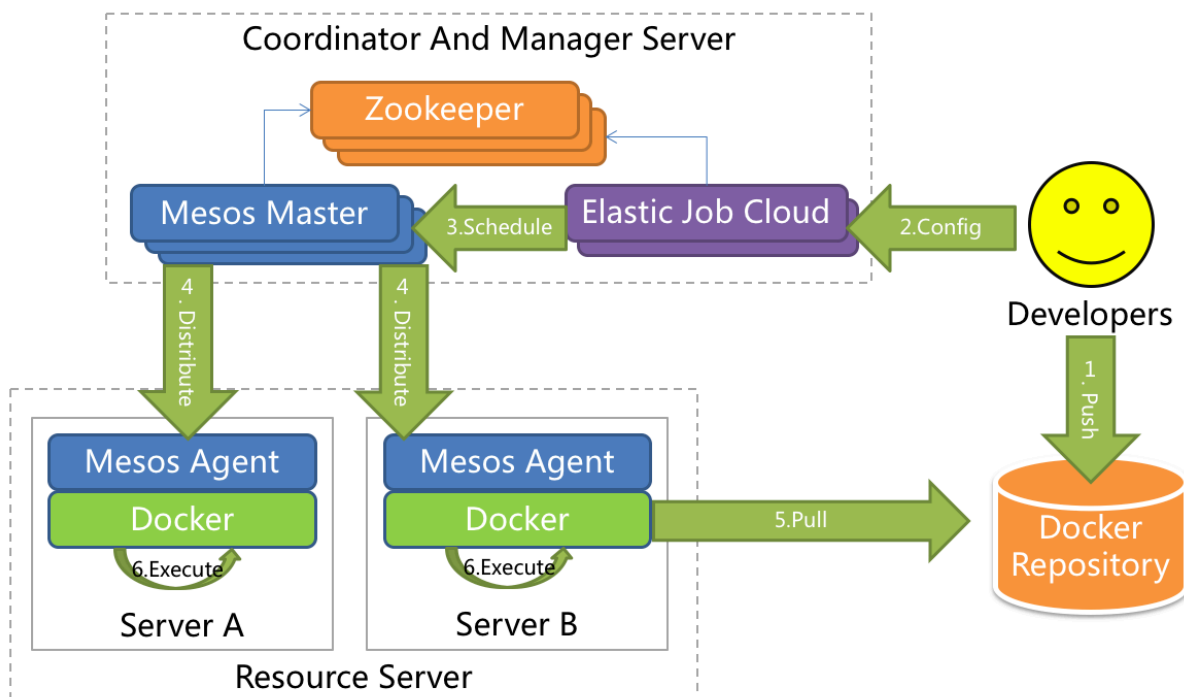 Coordinator And Manager Server
Zookeeper
Mesos Master
3.Schedule
Elastic Job Cloud
2.Config
Developers
4. Distribute
4. Distribute
1. Push
Mesos Agent
Mesos Agent
Docker
Docker
5.Pull
Docker
Repository
6.Execute
6.Execute
Server A
Server B
Resource Server